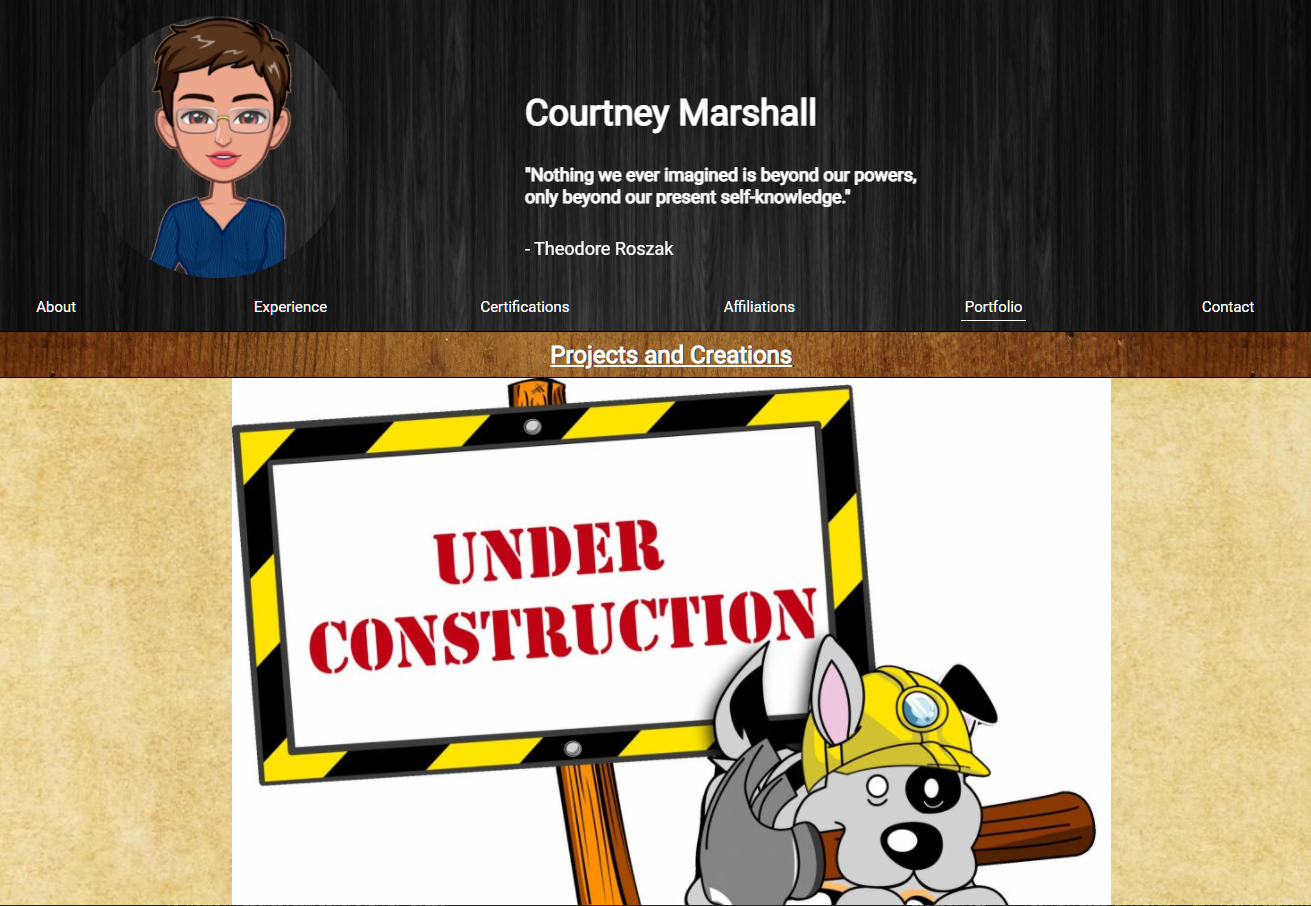 Courtney Marshall
"Nothing we ever imagined is beyond our powers,
only beyond our present self-knowledge."
- Theodore Roszak
About Experience Certifications Affiliations Portfolio Contact
Projects and Creations
UNDER
CONSTRUCTION